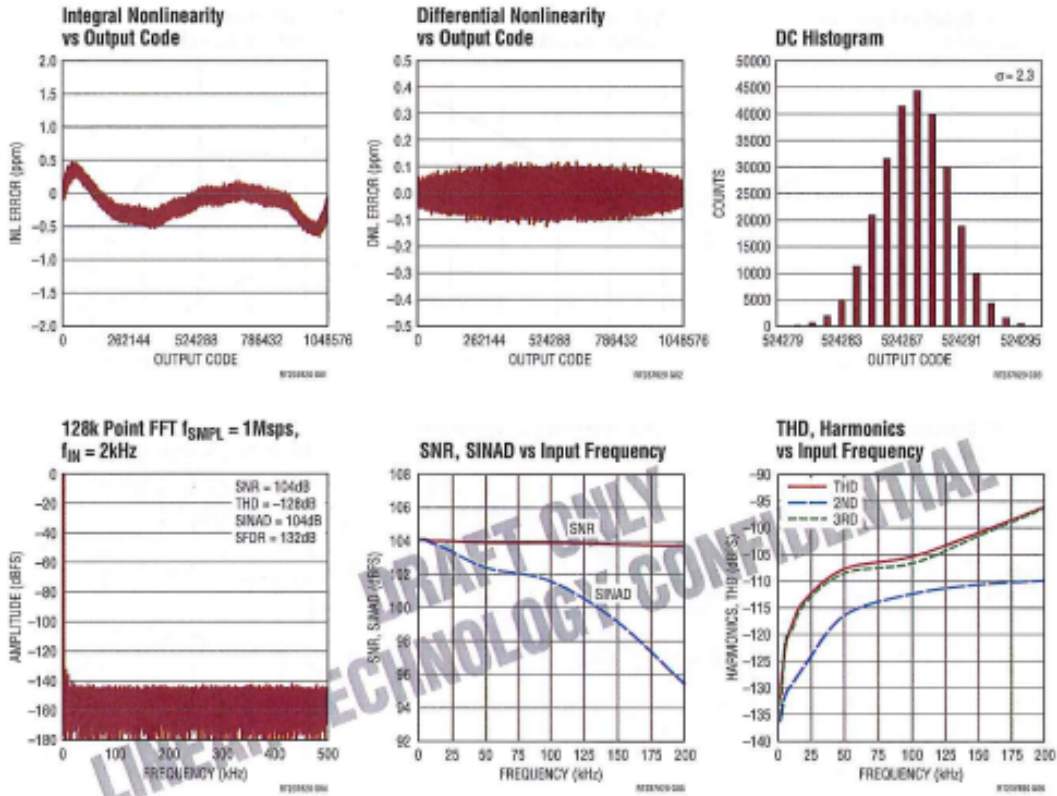 Integral Nonlinearity
vs Output Code
INL ERROR (ppm)
2.0
1.5
1.0
0.5
0
–0.5
–1.0
–1.5
–2.0
0
262144
524288
786432
1048576
OUTPUT CODE
Differential Nonlinearity
vs Output Code
DNL ERROR (ppm)
0.5
0.4
0.3
0.2
0.1
0.0
–0.1
–0.2
–0.3
–0.4
–0.5
0
262144
524288
786432
1048576
OUTPUT CODE
DC Histogram
COUNTS
50000
45000
40000
35000
30000
25000
20000
15000
10000
5000
0
σ = 2.3
524279
524283
524287
524291
524295
OUTPUT CODE
128k Point FFT fSMPL = 1Msps,
fIN = 2kHz
AMPLITUDE (dBFS)
0
–20
–40
–60
–80
–100
–120
–140
–160
–180
SNR = 104dB
THD = –128dB
SINAD = 104dB
SFDR = 132dB
0
100
200
300
400
500
FREQUENCY (kHz)
SNR, SINAD vs Input Frequency
SNR, SINAD (dBFS)
108
106
104
102
100
98
96
94
92
SNR
SINAD
0
25
50
75
100
125
150
175
200
FREQUENCY (kHz)
THD, Harmonics
vs Input Frequency
HARMONICS, THD (dBFS)
–90
–95
–100
–105
–110
–115
–120
–125
–130
–135
–140
THD
2ND
3RD
0
25
50
75
100
125
150
175
200
FREQUENCY (kHz)
DRAFT ONLY
LINEAR TECHNOLOGY CONFIDENTIAL